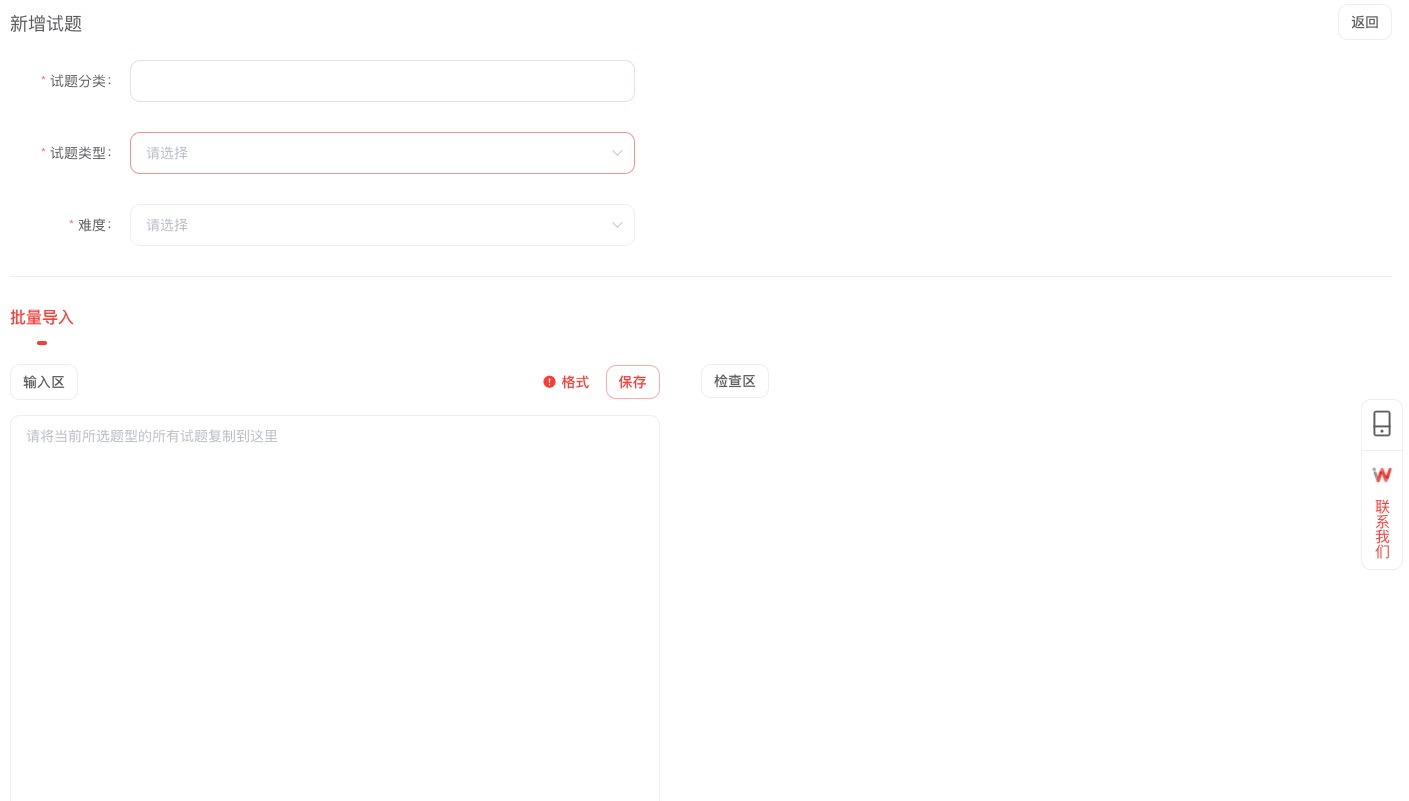 新增试题
返回
* 试题分类:
* 试题类型:
请选择
* 难度:
请选择
批量导入
输入区
格式
保存
检查区
请将当前所选题型的所有试题复制到这里
联系我们